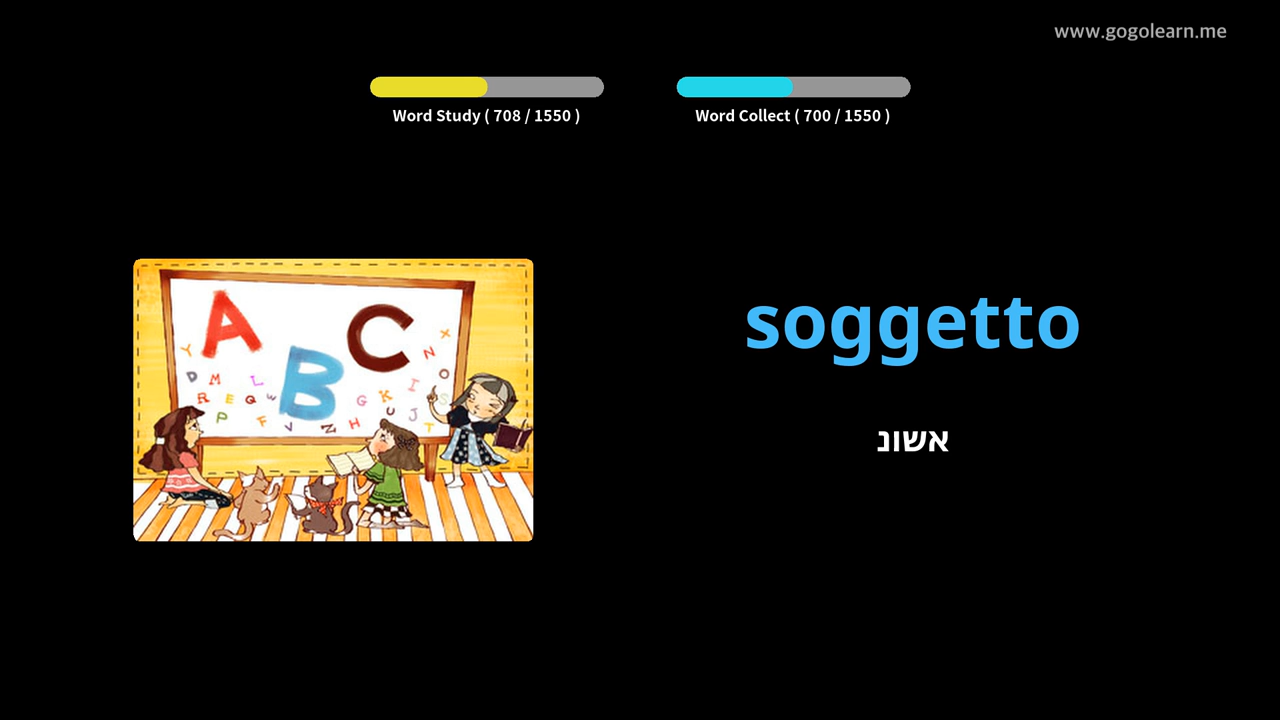 www.gogolearn.me
Word Study ( 708 / 1550 )
Word Collect ( 700 / 1550 )
A
B
C
X
Y
N
D M L
O
I
R E Q W
G K
S
P
F
V
Z
H
U
J
T
soggetto
אשונ